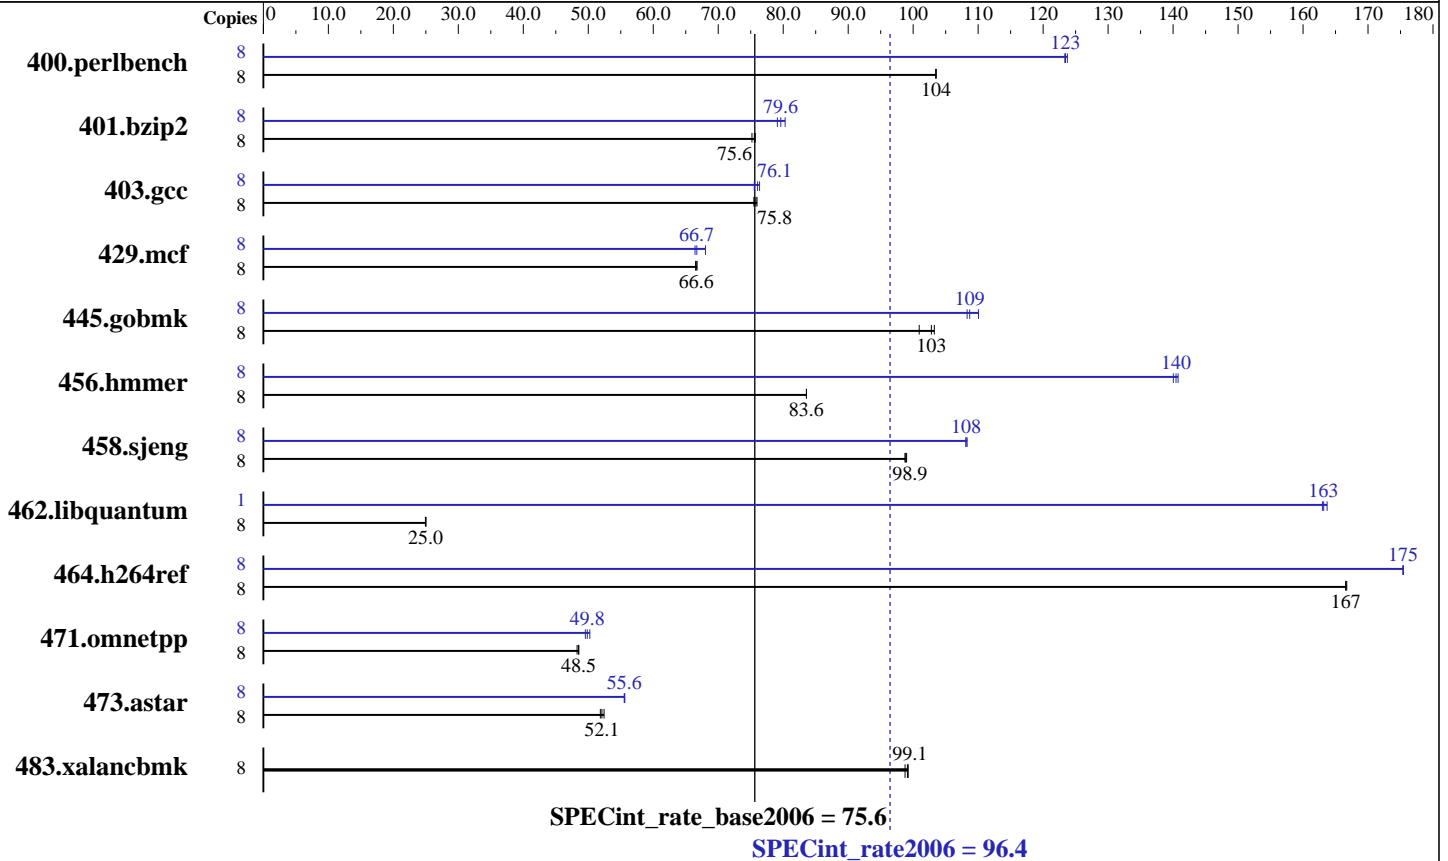 Copies 0 10.0 20.0 30.0 40.0 50.0 60.0 70.0 80.0 90.0 100 110 120 130 140 150 160 170 180
400.perlbench 8 123
8 104
401.bzip2 8 79.6
8 75.6
403.gcc 8 76.1
8 75.8
429.mcf 8 66.7
8 66.6
445.gobmk 8 109
8 103
456.hmmer 8 140
8 83.6
458.sjeng 8 108
8 98.9
462.libquantum 1 163
8 25.0
464.h264ref 8 175
8 167
471.omnetpp 8 49.8
8 48.5
473.astar 8 55.6
8 52.1
483.xalancbmk 8 99.1
SPECint_rate_base2006 = 75.6
SPECint_rate2006 = 96.4